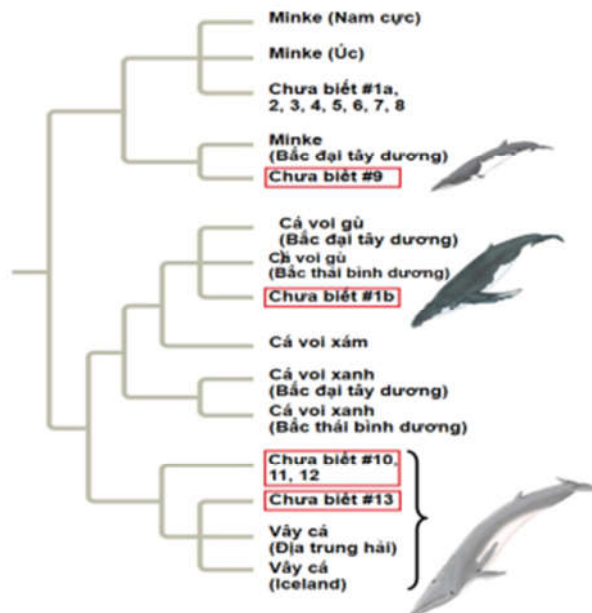 Minke (Nam cực)
Minke (Úc)
Chưa biết #1a,
2, 3, 4, 5, 6, 7, 8
Minke
(Bắc đại tây dương)
Chưa biết #9
Cá voi gù
(Bắc đại tây dương)
Cá voi gù
(Bắc thái bình dương)
Chưa biết #1b
Cá voi xám
Cá voi xanh
(Bắc đại tây dương)
Cá voi xanh
(Bắc thái bình dương)
Chưa biết #10,
11, 12
Chưa biết #13
Vây cá
(Địa trung hải)
Vây cá
(Iceland)